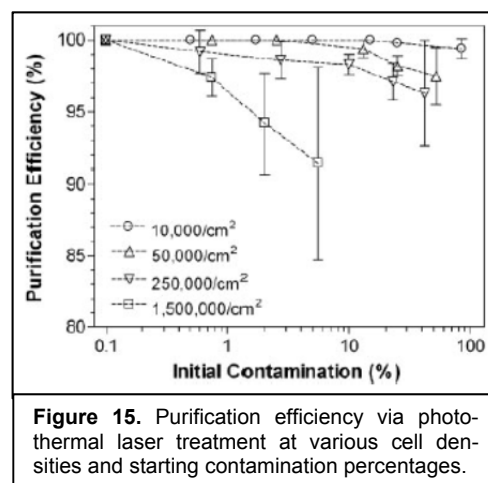 100
95
90
85
80
Purification Efficiency (%)
10,000/cm²
50,000/cm²
250,000/cm²
1,500,000/cm²
0.1 1 10 100
Initial Contamination (%)
Figure 15. Purification efficiency via photo-
thermal laser treatment at various cell den-
sities and starting contamination percentages.